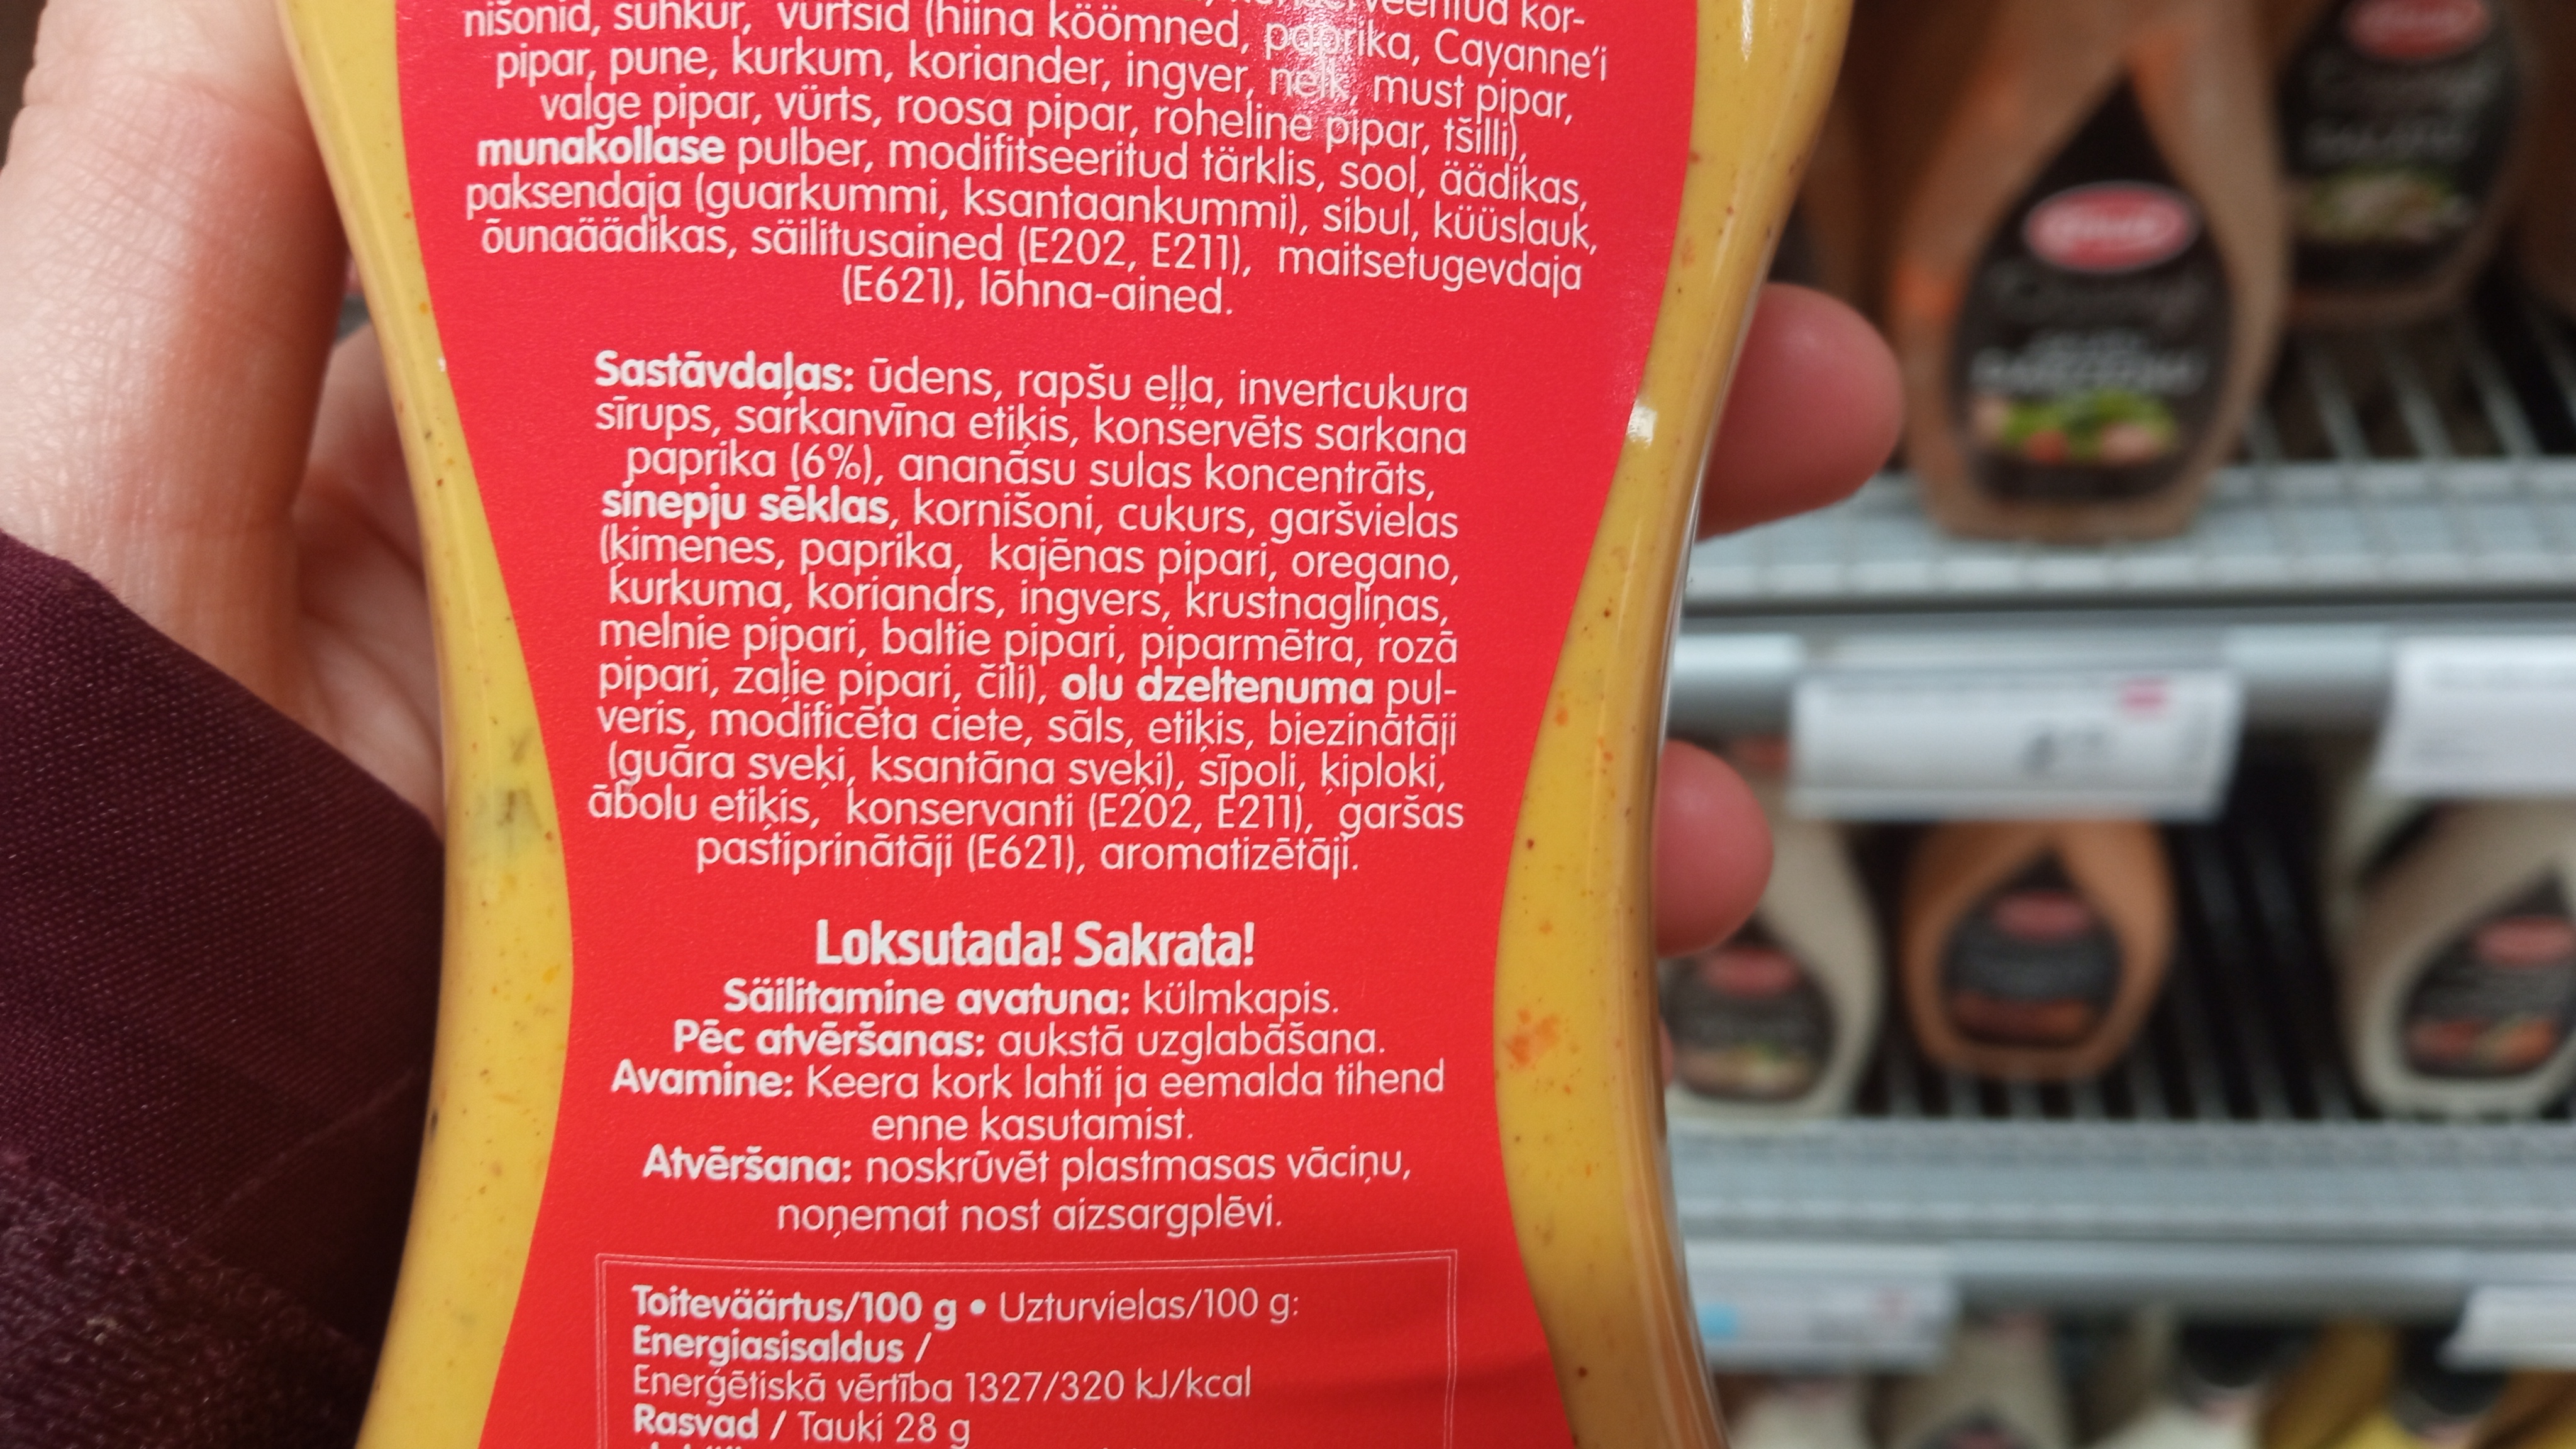 nišonid, suhkur, vürtsid (hiina köömned, paprika, Cayanne'i
pipar, pune, kurkum, koriander, ingver, nelk, must pipar,
valge pipar, vürts, roosa pipar, roheline pipar, tšilli),
munakollase pulber, modifitseeritud tärklis, sool, äädikas,
paksendaja (guarkummi, ksantaankummi), sibul, küüslauk,
õunaäädikas, säilitusained (E202, E211), maitsetugevdaja
(E621), lõhna-ained.
Sastāvdaļas: ūdens, rapšu eļļa, invertcukura
sīrups, sarkanvīna etiķis, konservēts sarkana
paprika (6%), ananāsu sulas koncentrāts,
sinepju sēklas, kornišoni, cukurs, garšvielas
(ķimenes, paprika, kajēnas pipari, oregano,
kurkuma, koriandrs, ingvers, krustnagliņas,
melnie pipari, baltie pipari, piparmētra, rozā
pipari, zaļie pipari, čili), olu dzeltenuma pul-
veris, modificēta ciete, sāls, etiķis, biezinātāji
(guāra sveķi, ksantāna sveķi), sīpoli, ķiploki,
ābolu etiķis, konservanti (E202, E211), garšas
pastiprinātāji (E621), aromatizētāji.
Loksutada! Sakrata!
Säilitamine avatuna: külmkapis.
Pēc atvēršanas: aukstā uzglabāšana.
Avamine: Keera kork lahti ja eemalda tihend
enne kasutamist.
Atvēršana: noskrūvēt plastmasas vāciņu,
noņemat nost aizsargplēvi.
Toiteväärtus/100 g • Uzturvielas/100 g:
Energiasisaldus /
Enerģētiskā vērtība 1327/320 kJ/kcal
Rasvad / Tauki 28 g